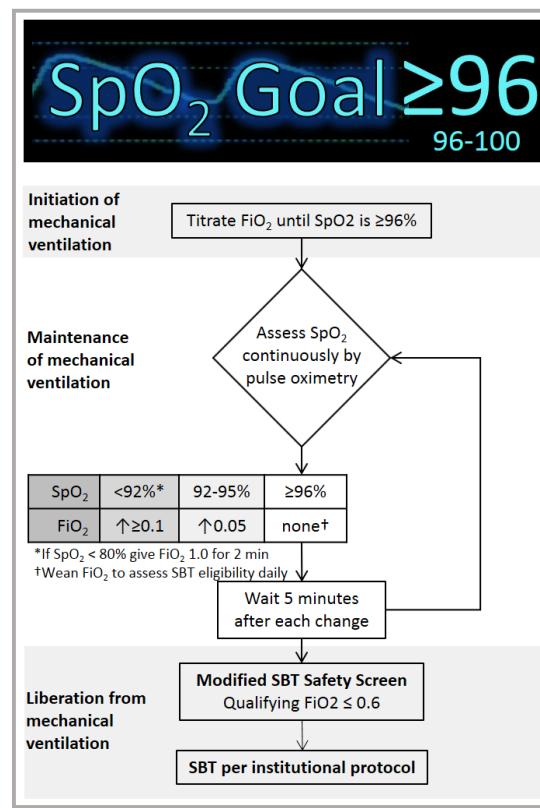 SpO₂ Goal ≥96
96-100
Initiation of
mechanical
ventilation
Titrate FiO₂ until SpO2 is ≥96%
Maintenance
of mechanical
ventilation
Assess SpO₂
continuously by
pulse oximetry
SpO₂ <92%* 92-95% ≥96%
FiO₂ ↑≥0.1 ↑0.05 none†
*If SpO₂ < 80% give FiO₂ 1.0 for 2 min
†Wean FiO₂ to assess SBT eligibility daily
Wait 5 minutes
after each change
Liberation from
mechanical
ventilation
Modified SBT Safety Screen
Qualifying FiO2 ≤ 0.6
SBT per institutional protocol